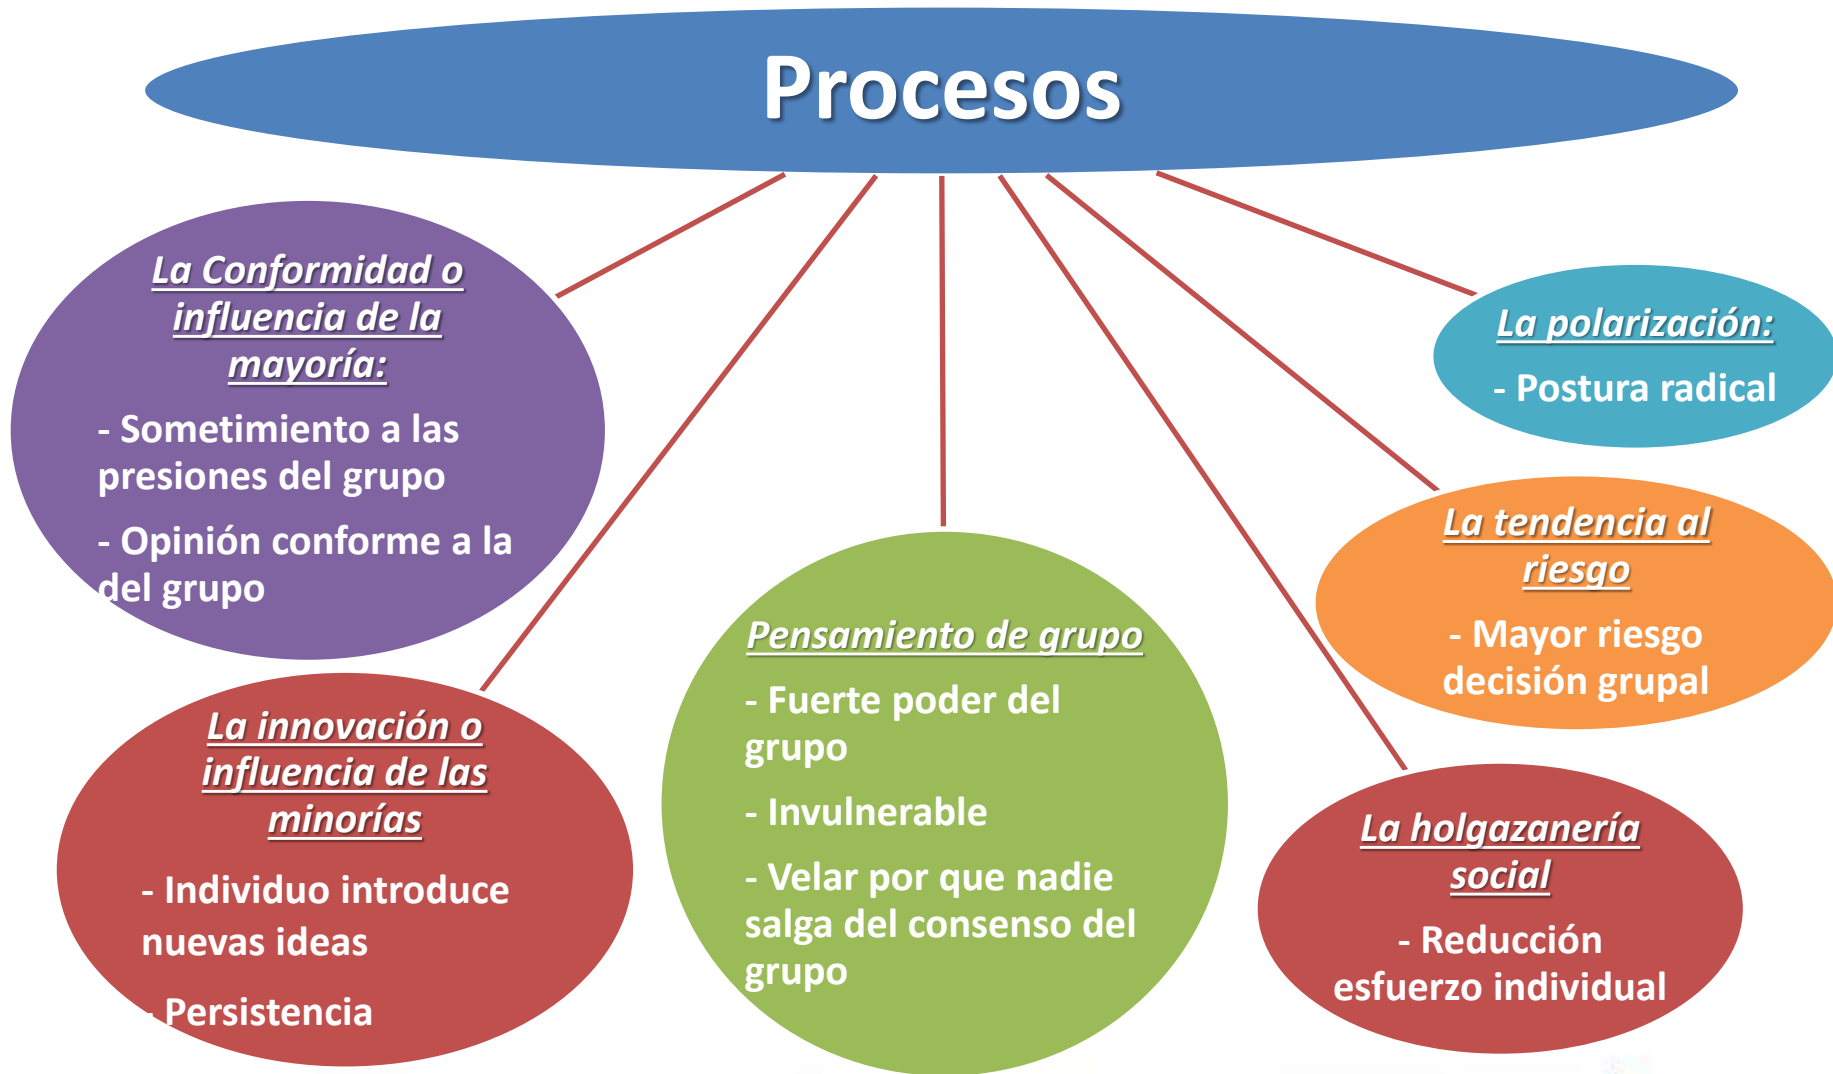 Procesos
La Conformidad o
influencia de la
mayoría:
- Sometimiento a las
presiones del grupo
- Opinión conforme a la
del grupo
La innovación o
influencia de las
minorías
- Individuo introduce
nuevas ideas
- Persistencia
Pensamiento de grupo
- Fuerte poder del
grupo
- Invulnerable
- Velar por que nadie
salga del consenso del
grupo
La holgazanería
social
- Reducción
esfuerzo individual
La tendencia al
riesgo
- Mayor riesgo
decisión grupal
La polarización:
- Postura radical